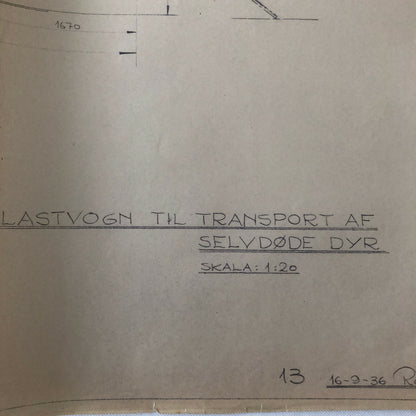 1670
LASTVOGN TIL TRANSPORT AF
SELVDØDE DYR
SKALA: 1:20
13 16-9-36